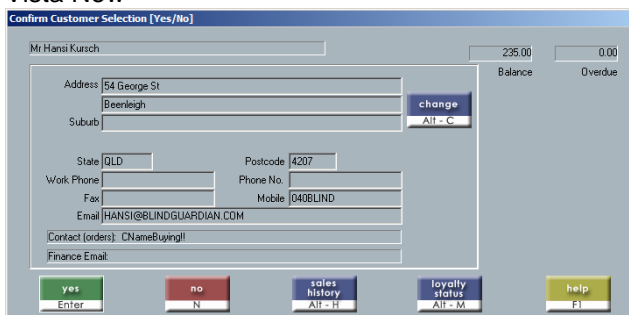 Vista New
Confirm Customer Selection [Yes/No]
Mr Hansi Kursch
235.00 0.00
Balance Overdue
Address 54 George St
Beenleigh
change
Suburb
Alt - C
State QLD Postcode 4207
Work Phone Phone No.
Fax Mobile 040BLIND
Email HANSI@BLINDGUARDIAN.COM
Contact (orders): CNameBuying!!
Finance Email:
yes no sales history loyalty status help
Enter N Alt - H Alt - M F1